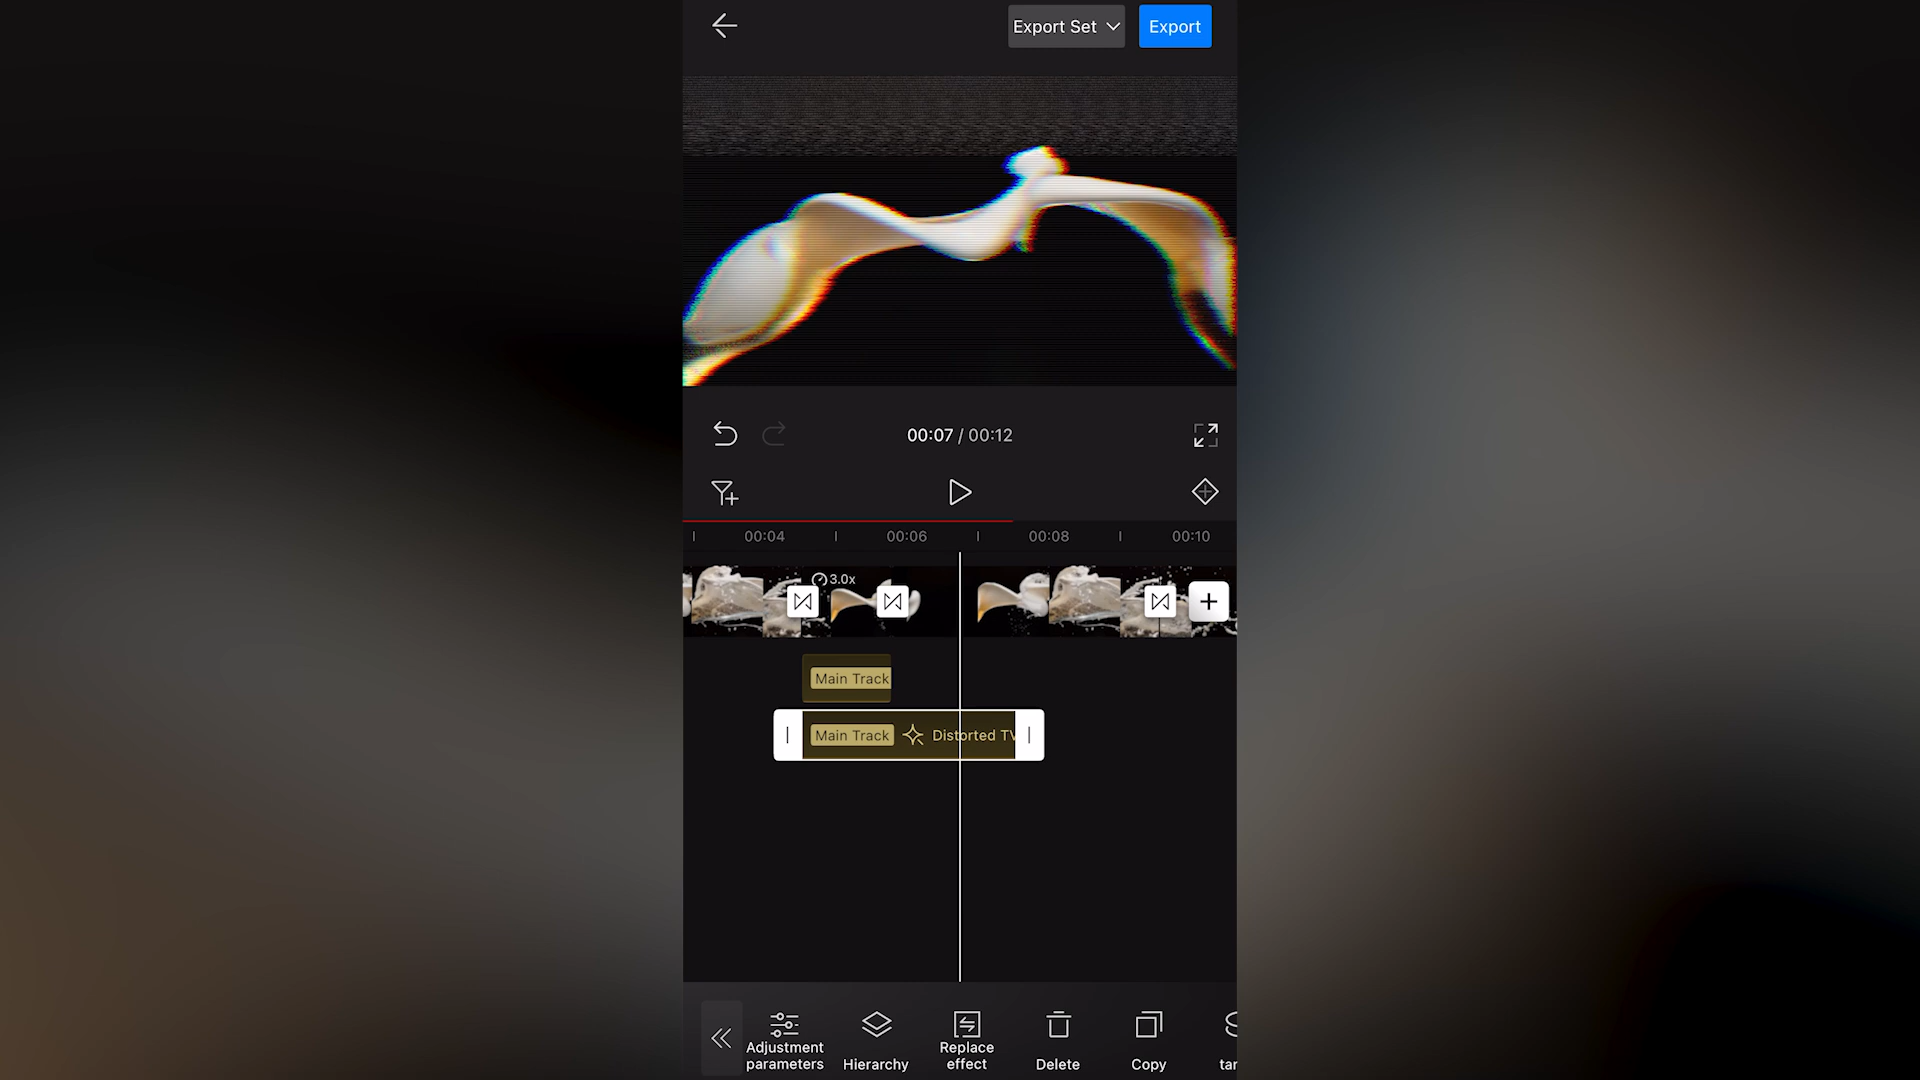 Export Set
Export
00:07 / 00:12
00:04
00:06
00:08
00:10
3.0x
Main Track
Main Track
Distorted TV
Adjustment
parameters
Hierarchy
Replace
effect
Delete
Copy